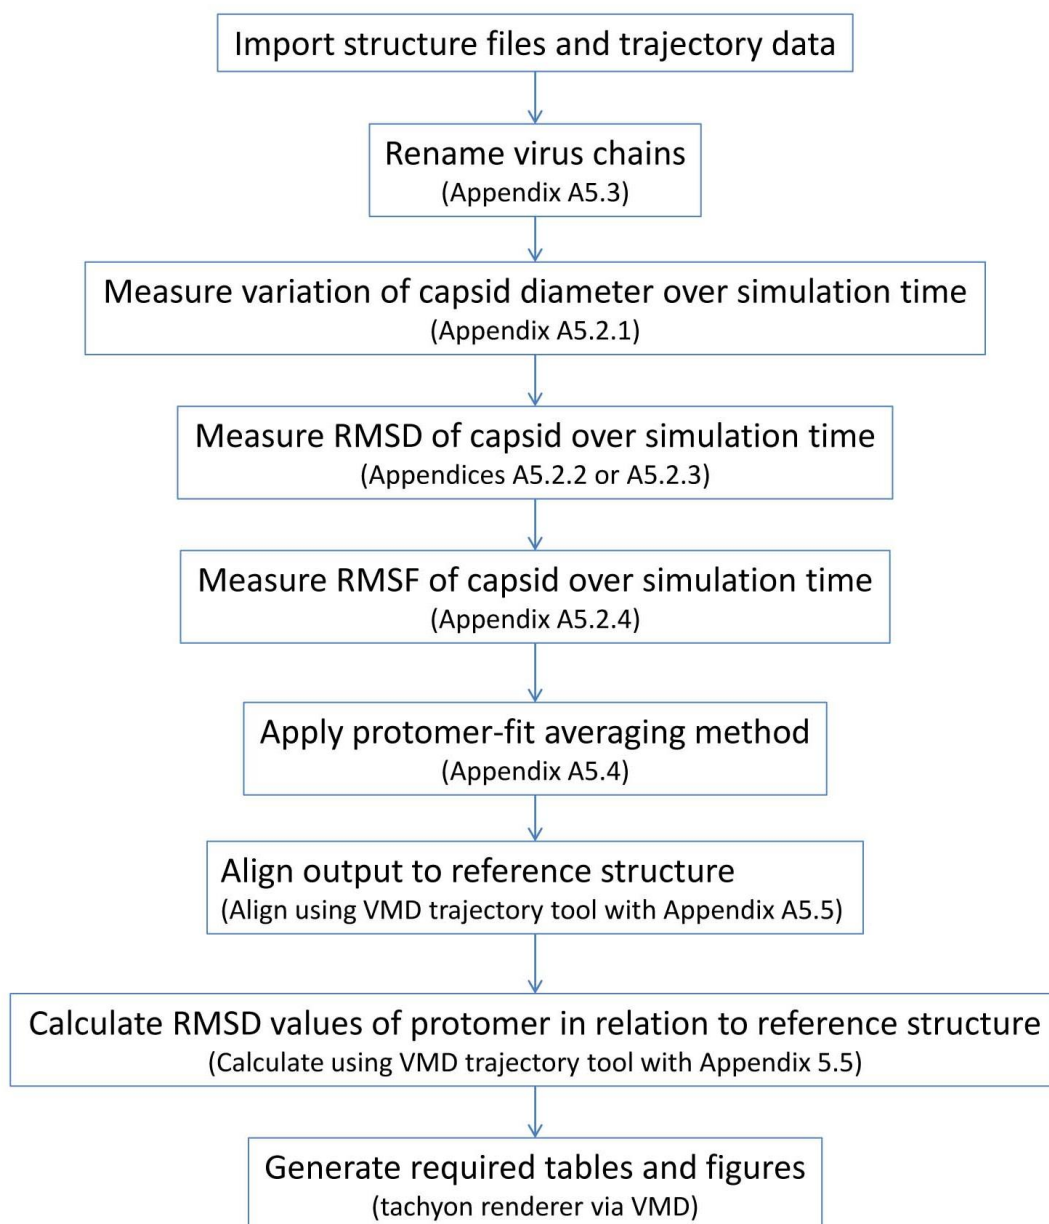 Import structure files and trajectory data
Rename virus chains
(Appendix A5.3)
Measure variation of capsid diameter over simulation time
(Appendix A5.2.1)
Measure RMSD of capsid over simulation time
(Appendices A5.2.2 or A5.2.3)
Measure RMSF of capsid over simulation time
(Appendix A5.2.4)
Apply protomer-fit averaging method
(Appendix A5.4)
Align output to reference structure
(Align using VMD trajectory tool with Appendix A5.5)
Calculate RMSD values of protomer in relation to reference structure
(Calculate using VMD trajectory tool with Appendix 5.5)
Generate required tables and figures
(tachyon renderer via VMD)